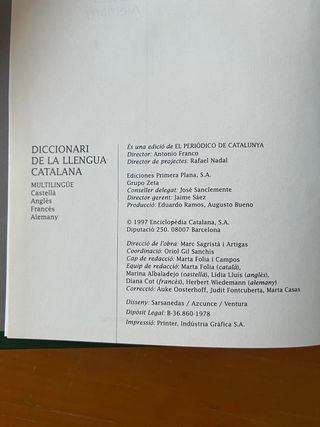 DICCIONARI
DE LA LLENGUA
CATALANA
MULTILINGÜE
Castellà
Anglès
Francès
Alemany
És una edició de EL PERIÓDICO DE CATALUNYA
Director: Antonio Franco
Director de projectes: Rafael Nadal
Ediciones Primera Plana, S.A.
Grupo Zeta
Conseller delegat: José Sanclemente
Director gerent: Jaime Sáez
Producció: Eduardo Ramos, Augusto Bueno
© 1997 Enciclopèdia Catalana, S.A.
Diputació 250. 08007 Barcelona
Direcció de l'obra: Marc Sagristà i Artigas
Coordinació: Oriol Gil Sanchis
Cap de redacció: Marta Folia i Campos
Equip de redacció: Marta Folia (català),
Marina Albaladejo (castellà), Lídia Lluís (anglès),
Diana Cot (francès), Herbert Wiedemann (alemany)
Correcció: Auke Oosterhoff, Judit Fontcuberta, Marta Casas
Disseny: Sarsanedas / Azcunce / Ventura
Dipòsit Legal: B-36.860-1978
Impressió: Printer, Indústria Gràfica S.A.